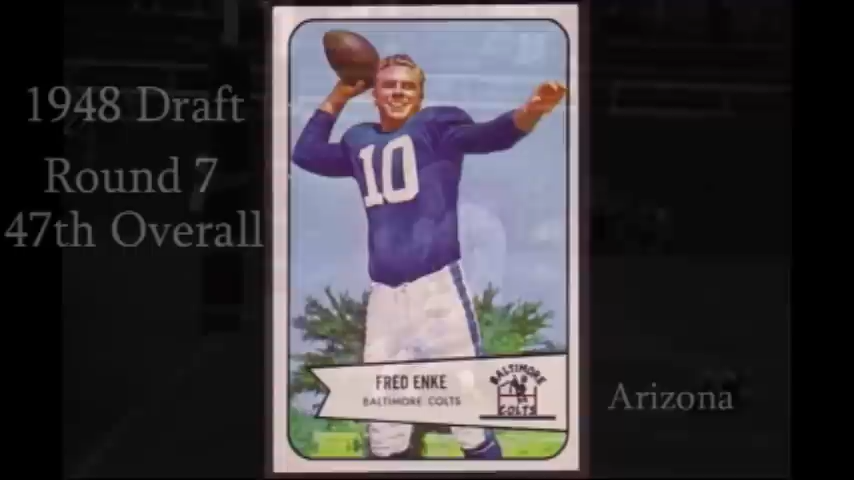 1948 Draft
Round 7
47th Overall
10
FRED ENKE
BALTIMORE COLTS
BALTIMORE
COLTS
Arizona